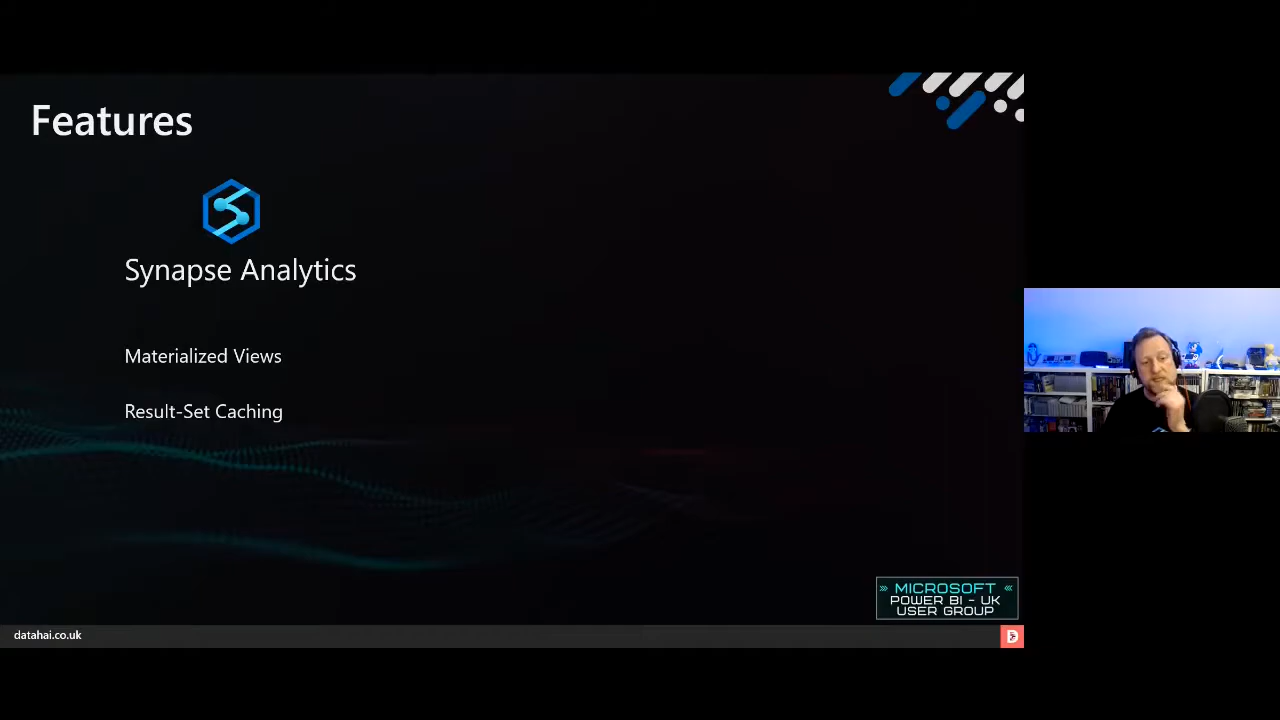 Features
Synapse Analytics
Materialized Views
Result-Set Caching
MICROSOFT
POWER BI - UK
USER GROUP
datahai.co.uk
D